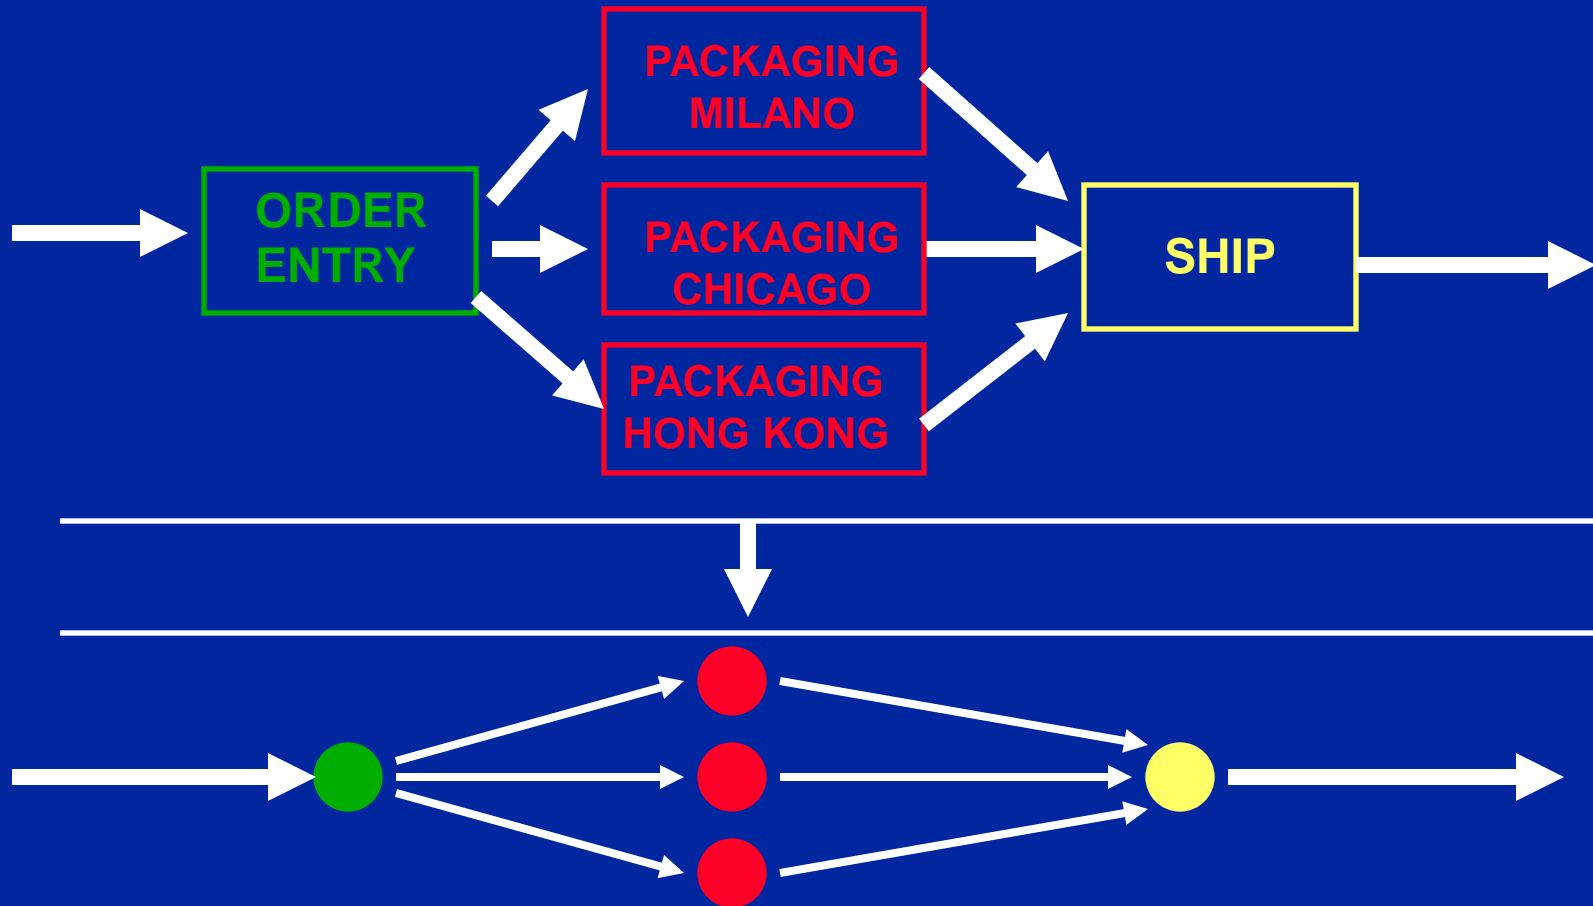 ORDER
ENTRY
PACKAGING
MILANO
PACKAGING
CHICAGO
PACKAGING
HONG KONG
SHIP